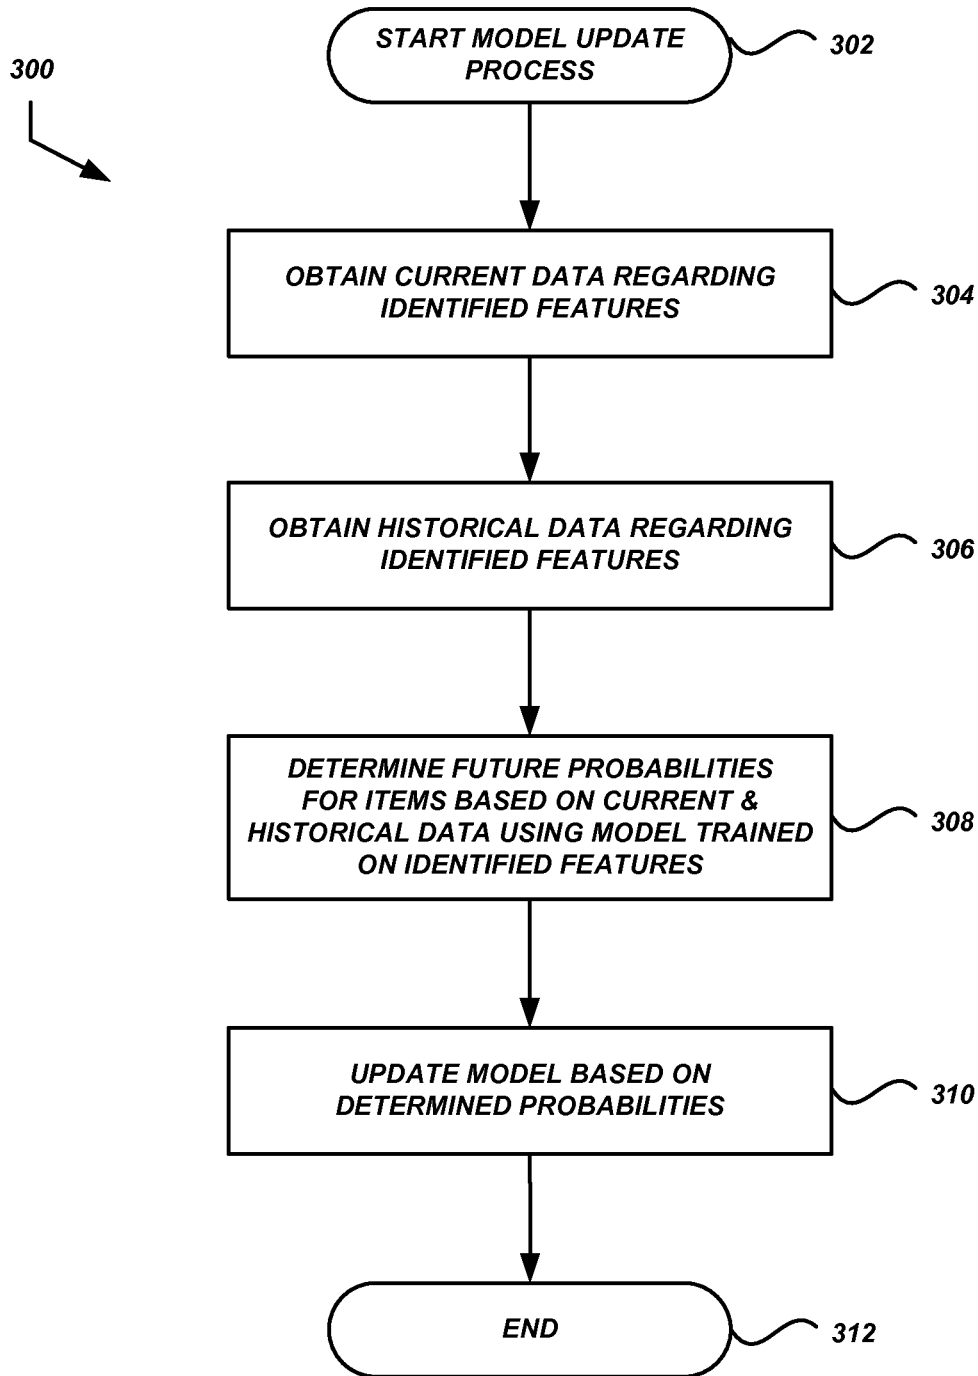 300
START MODEL UPDATE
PROCESS
302
OBTAIN CURRENT DATA REGARDING
IDENTIFIED FEATURES
304
OBTAIN HISTORICAL DATA REGARDING
IDENTIFIED FEATURES
306
DETERMINE FUTURE PROBABILITIES
FOR ITEMS BASED ON CURRENT &
HISTORICAL DATA USING MODEL TRAINED
ON IDENTIFIED FEATURES
308
UPDATE MODEL BASED ON
DETERMINED PROBABILITIES
310
END
312